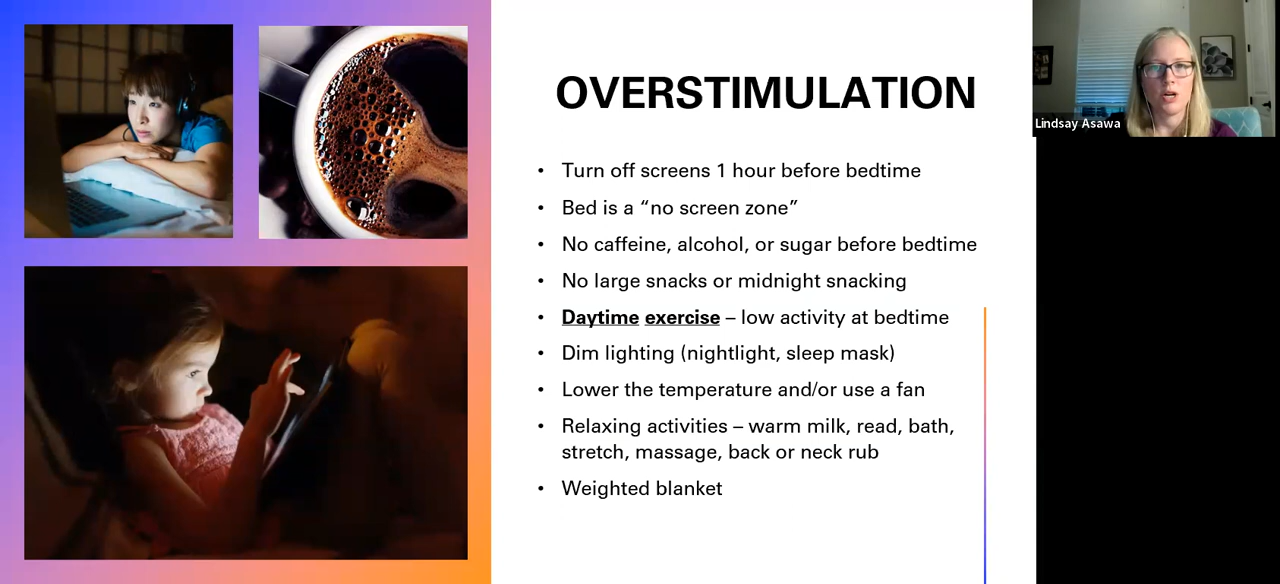 OVERSTIMULATION
• Turn off screens 1 hour before bedtime
• Bed is a “no screen zone”
• No caffeine, alcohol, or sugar before bedtime
• No large snacks or midnight snacking
• Daytime exercise – low activity at bedtime
• Dim lighting (nightlight, sleep mask)
• Lower the temperature and/or use a fan
• Relaxing activities – warm milk, read, bath,
stretch, massage, back or neck rub
• Weighted blanket
Lindsay Asawa